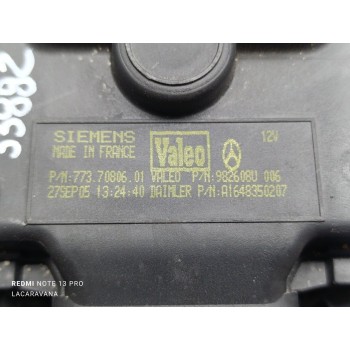 55882
SIEMENS Valeo 12V
MADE IN FRANCE
P/N:773.70806.01 VALEO P/N:982608U 006
27SEP05 13:24:40 DAIMLER P/N:A1648350207
REDMI NOTE 13 PRO
LACARAVANA